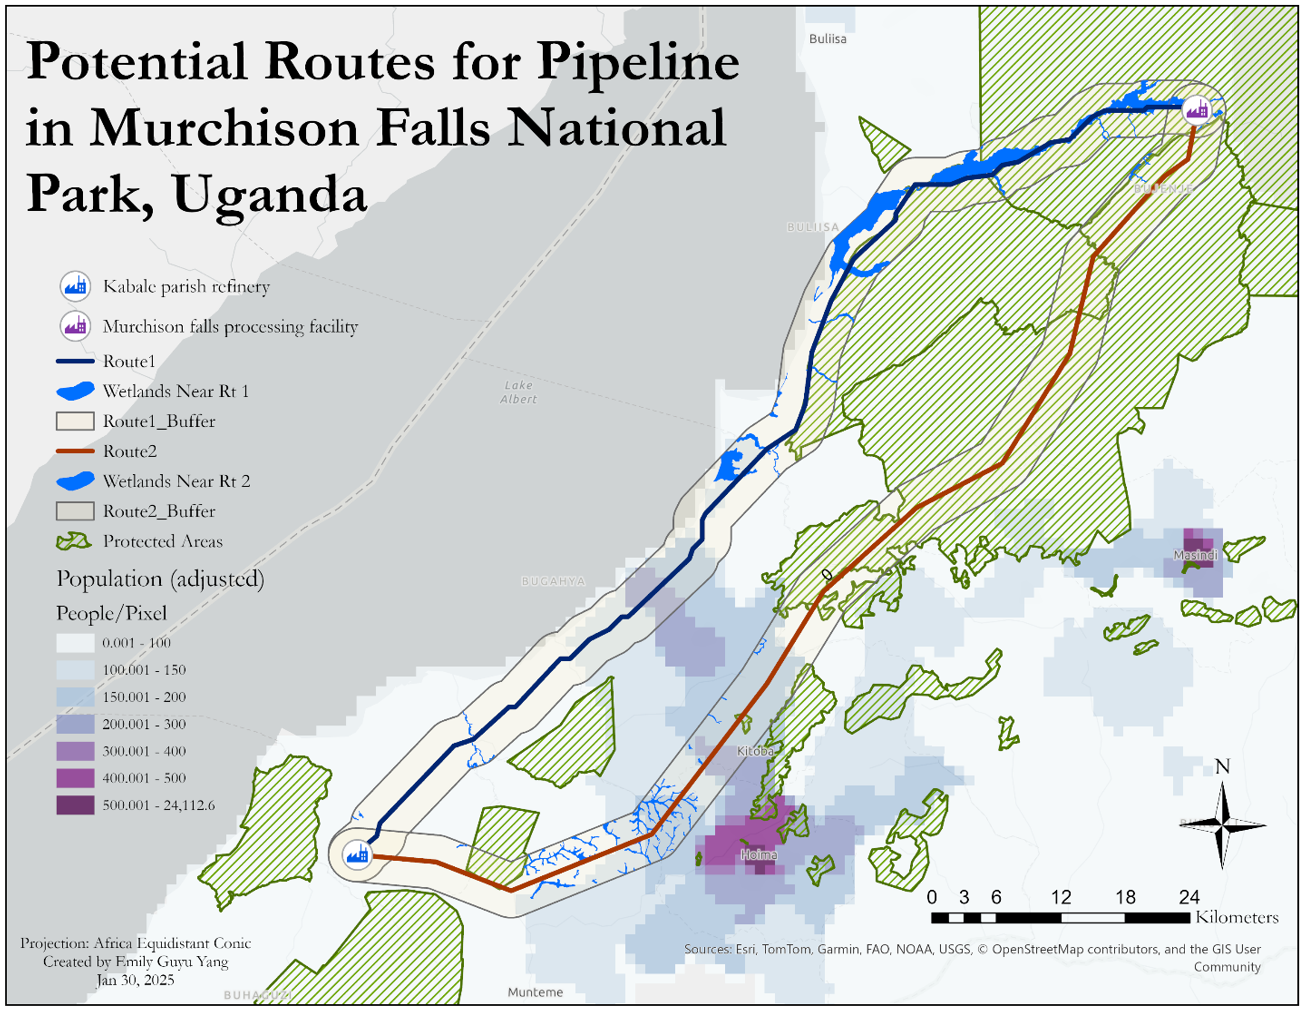 Potential Routes for Pipeline
in Murchison Falls National
Park, Uganda
Buliisa
BULIISA
BUJENJE
Kabale parish refinery
Murchison falls processing facility
Route1
Wetlands Near Rt 1
Route1_Buffer
Route2
Wetlands Near Rt 2
Route2_Buffer
Protected Areas
Population (adjusted)
People/Pixel
0.001 - 100
100.001 - 150
150.001 - 200
200.001 - 300
300.001 - 400
400.001 - 500
500.001 - 24,112.6
Lake
Albert
BUGAHYA
0
Masindi
Kitoba
Hoima
N
0 3 6 12 18 24
Kilometers
Projection: Africa Equidistant Conic
Created by Emily Guyu Yang
Jan 30, 2025
BUHAGUZI
Munteme
Sources: Esri, TomTom, Garmin, FAO, NOAA, USGS, © OpenStreetMap contributors, and the GIS User
Community